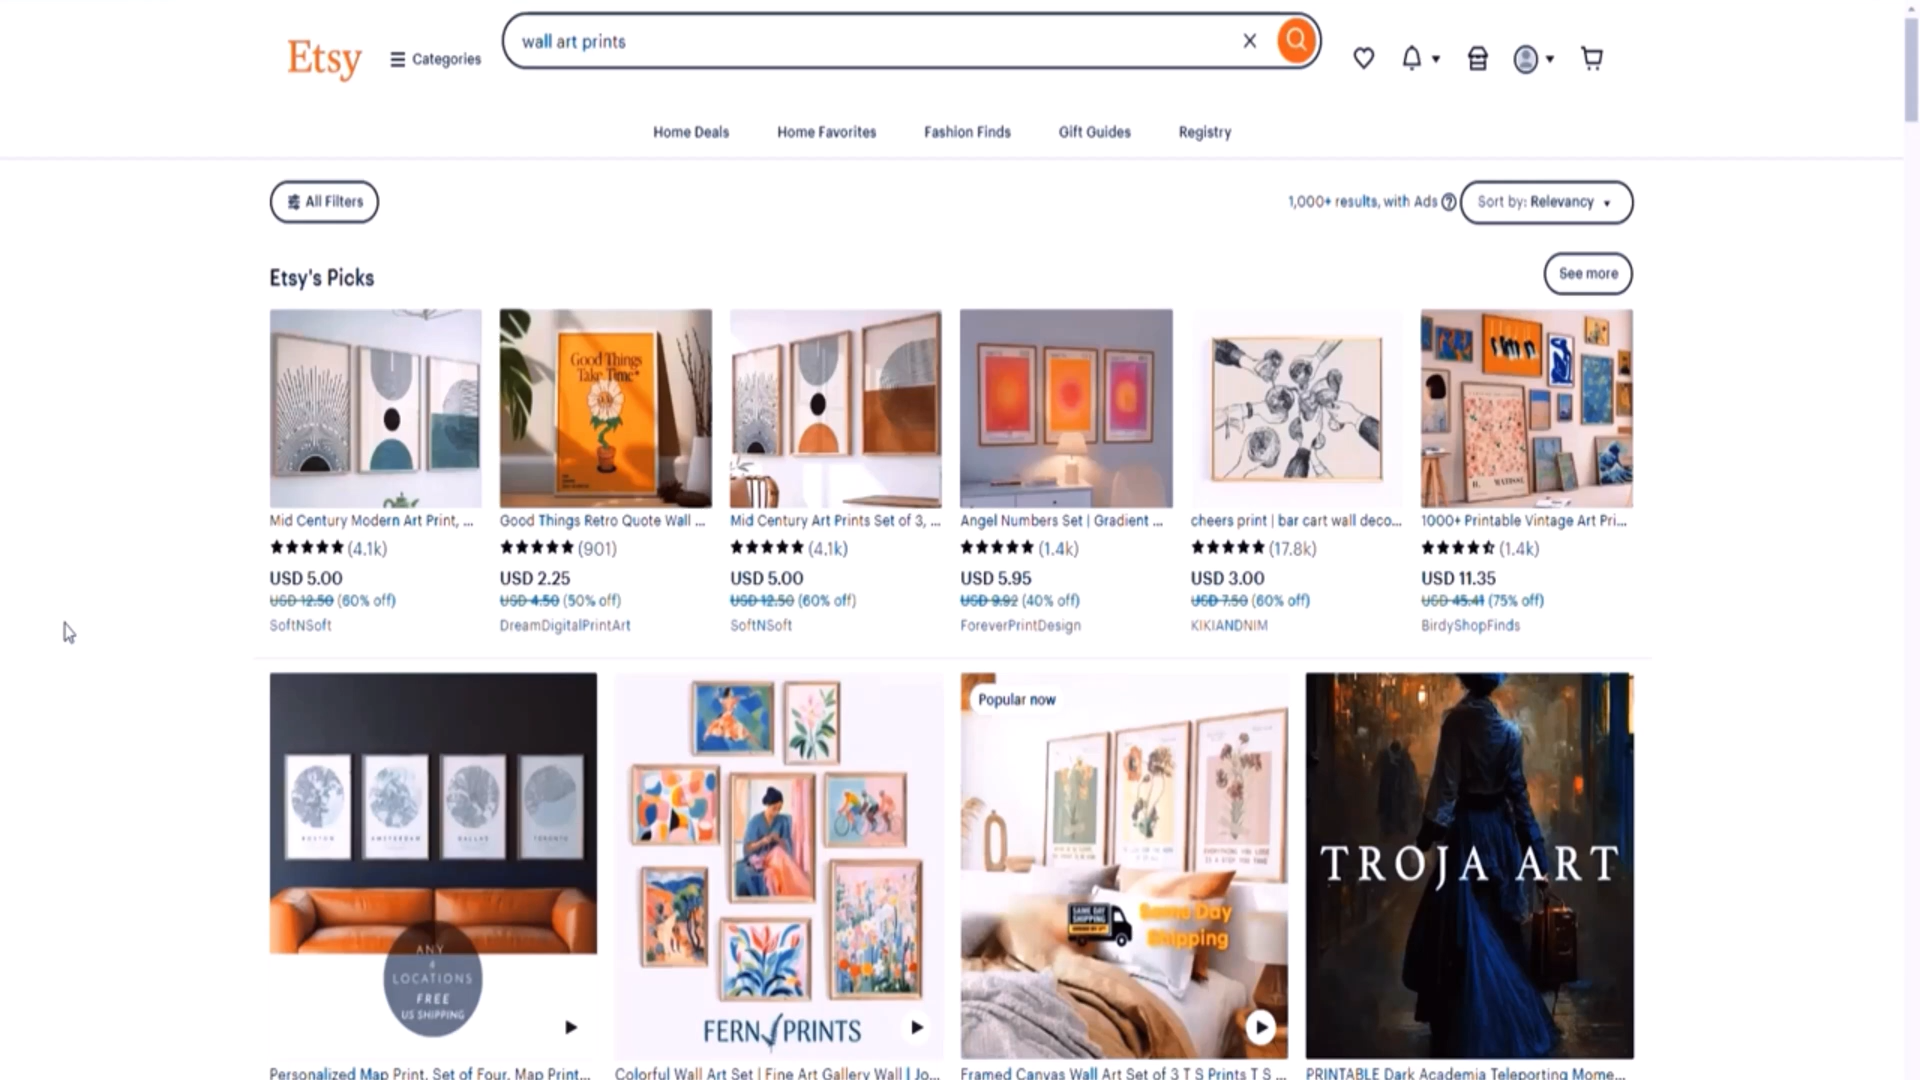 Etsy
Categories
wall art prints
Home Deals
Home Favorites
Fashion Finds
Gift Guides
Registry
All Filters
1,000+ results, with Ads
Sort by: Relevancy
Etsy's Picks
See more
Good Things
Take Time*
H. MATISSE
Mid Century Modern Art Print, ...
★★★★★ (4.1k)
USD 5.00
USD 12.50 (60% off)
SoftNSoft
Good Things Retro Quote Wall ...
★★★★★ (901)
USD 2.25
USD 4.50 (50% off)
DreamDigitalPrintArt
Mid Century Art Prints Set of 3, ...
★★★★★ (4.1k)
USD 5.00
USD 12.50 (60% off)
SoftNSoft
Angel Numbers Set | Gradient ...
★★★★★ (1.4k)
USD 5.95
USD 9.92 (40% off)
ForeverPrintDesign
cheers print | bar cart wall deco...
★★★★★ (17.8k)
USD 3.00
USD 7.50 (60% off)
KIKIANDNIM
1000+ Printable Vintage Art Pri...
(1.4k)
USD 11.35
USD 45.41 (75% off)
BirdyShopFinds
BOSTON
AMSTERDAM
DALLAS
TORONTO
ANY
4
LOCATIONS
FREE
US SHIPPING
FERN PRINTS
Popular now
SAME DAY
SHIPPING
Same Day
Shipping
TROJA ART
Personalized Map Print, Set of Four, Map Print...
Colorful Wall Art Set | Fine Art Gallery Wall | Jo...
Framed Canvas Wall Art Set of 3 T S Prints T S ...
PRINTABLE Dark Academia Teleporting Mome...